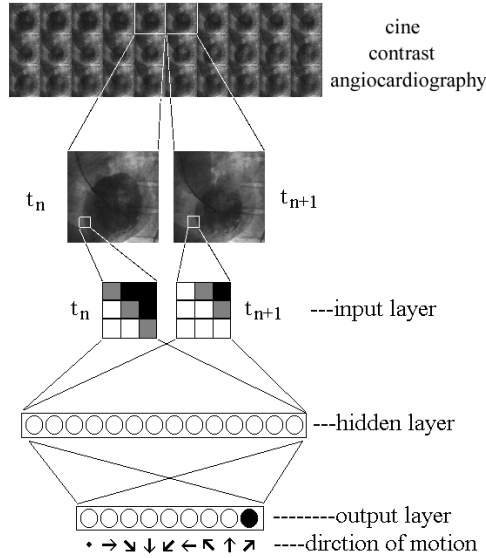 cine
contrast
angiocardiography
tn
tn+1
tn
tn+1
---input layer
---hidden layer
--------output layer
----dirction of motion